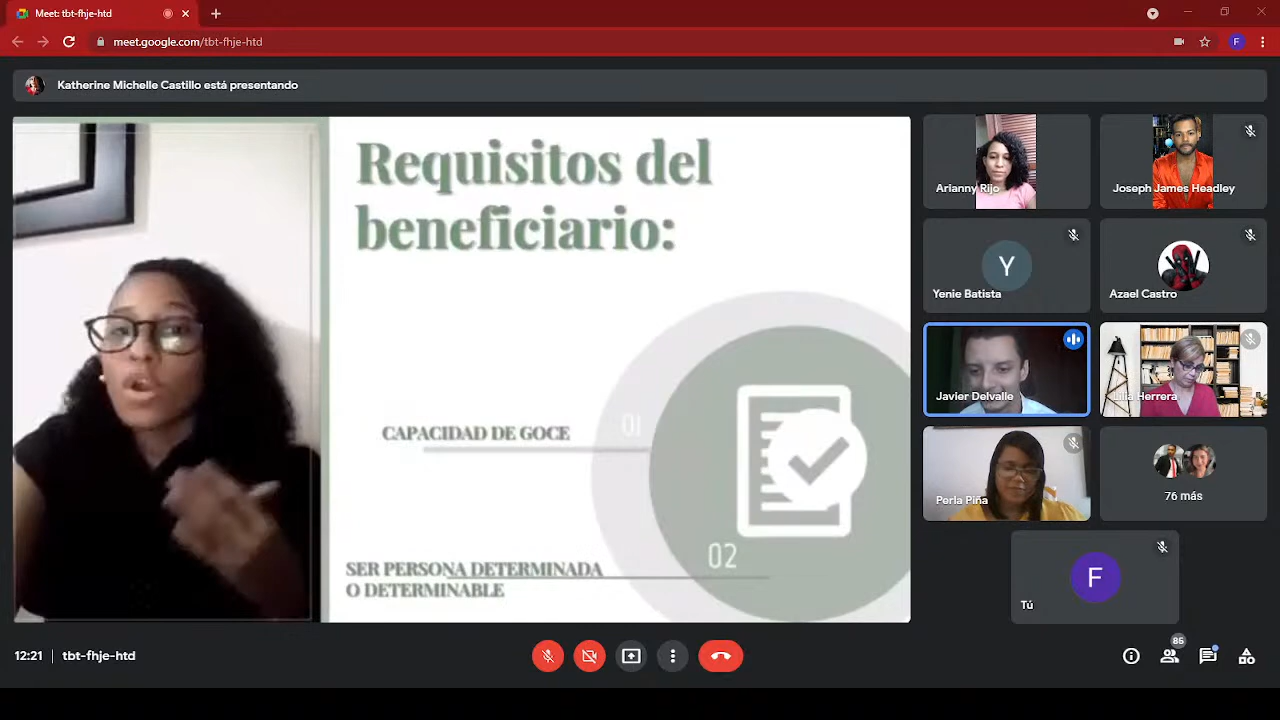 Meet: tbt-fhje-htd
meet.google.com/tbt-fhje-htd
F
Katherine Michelle Castillo está presentando
Requisitos del
beneficiario:
CAPACIDAD DE GOCE
01
02
SER PERSONA DETERMINADA
O DETERMINABLE
Arianny Rijo
Joseph James Headley
Y
Yenie Batista
Azael Castro
Javier Delvalle
Lilia Herrera
Perla Piña
76 más
F
Tú
12:21
tbt-fhje-htd
86